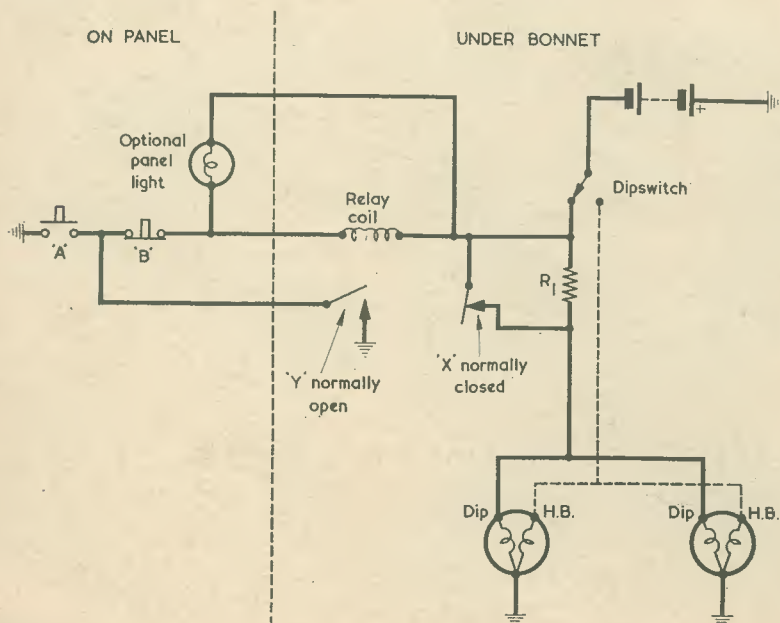 ON PANEL
UNDER BONNET
Optional
panel
light
+
Dipswitch
Relay
coil
'A'
'B'
R1
'Y' normally
open
'X' normally
closed
Dip
H.B.
Dip
H.B.